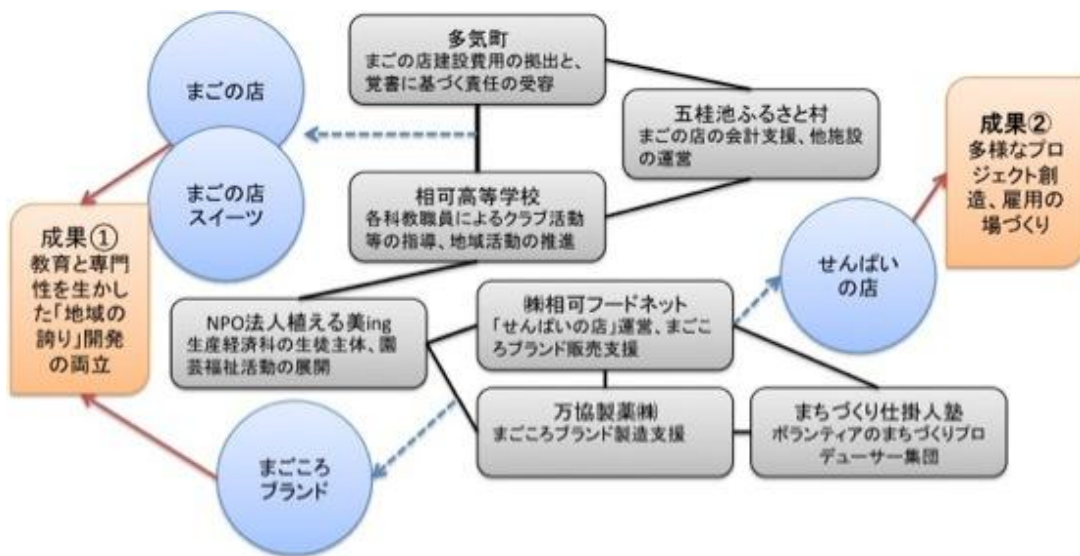 まごの店
多気町
まごの店建設費用の拠出と、
覚書に基づく責任の受容
五桂池ふるさと村
まごの店の会計支援、他施設
の運営
成果②
多様なプロ
ジェクト創
造、雇用の
場づくり
まごの店
スイーツ
相可高等学校
各科教職員によるクラブ活動
等の指導、地域活動の推進
成果①
教育と専門
性を生かし
た「地域の
誇り」開発
の両立
せんぱい
の店
NPO法人植える美ing
生産経済科の生徒主体、園
芸福祉活動の展開
㈱相可フードネット
「せんぱいの店」運営、まごこ
ろブランド販売支援
万協製薬㈱
まごころブランド製造支援
まちづくり仕掛人塾
ボランティアのまちづくりプロ
デューサー集団
まごころ
ブランド